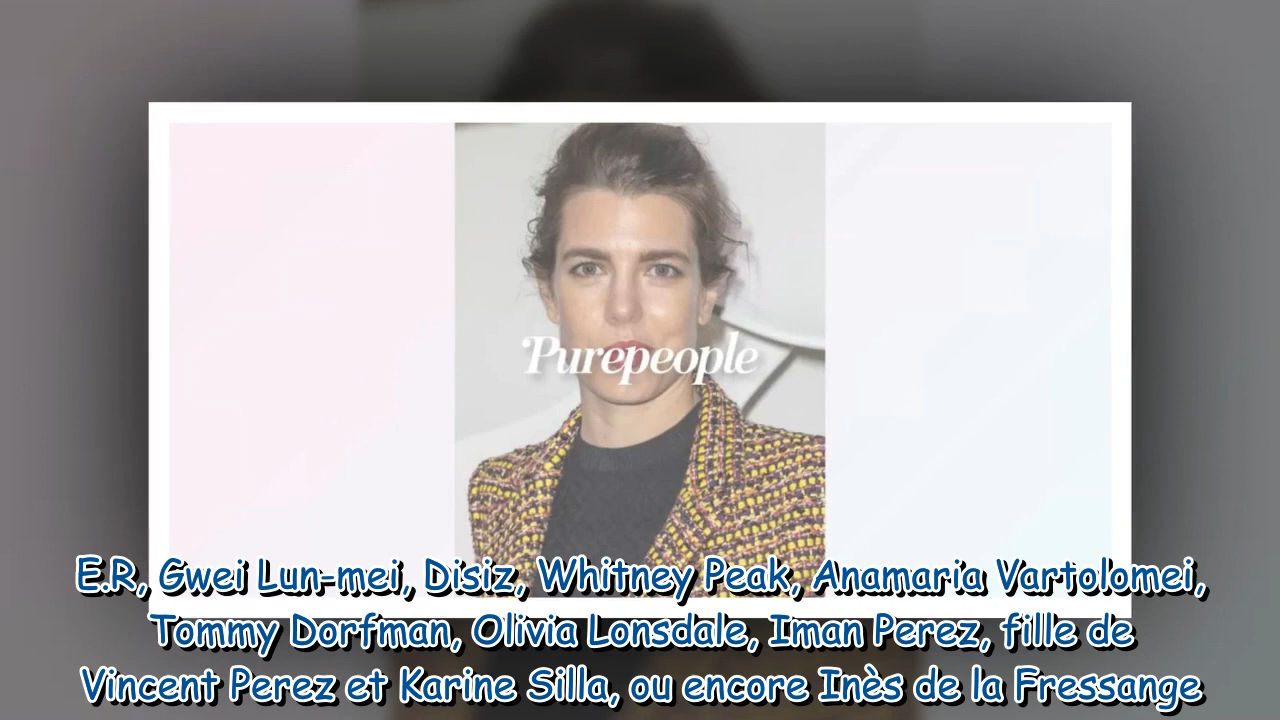 Purepeople
E.R, Gwei Lun-mei, Disiz, Whitney Peak, Anamaria Vartolomei,
Tommy Dorfman, Olivia Lonsdale, Iman Perez, fille de
Vincent Perez et Karine Silla, ou encore Inès de la Fressange